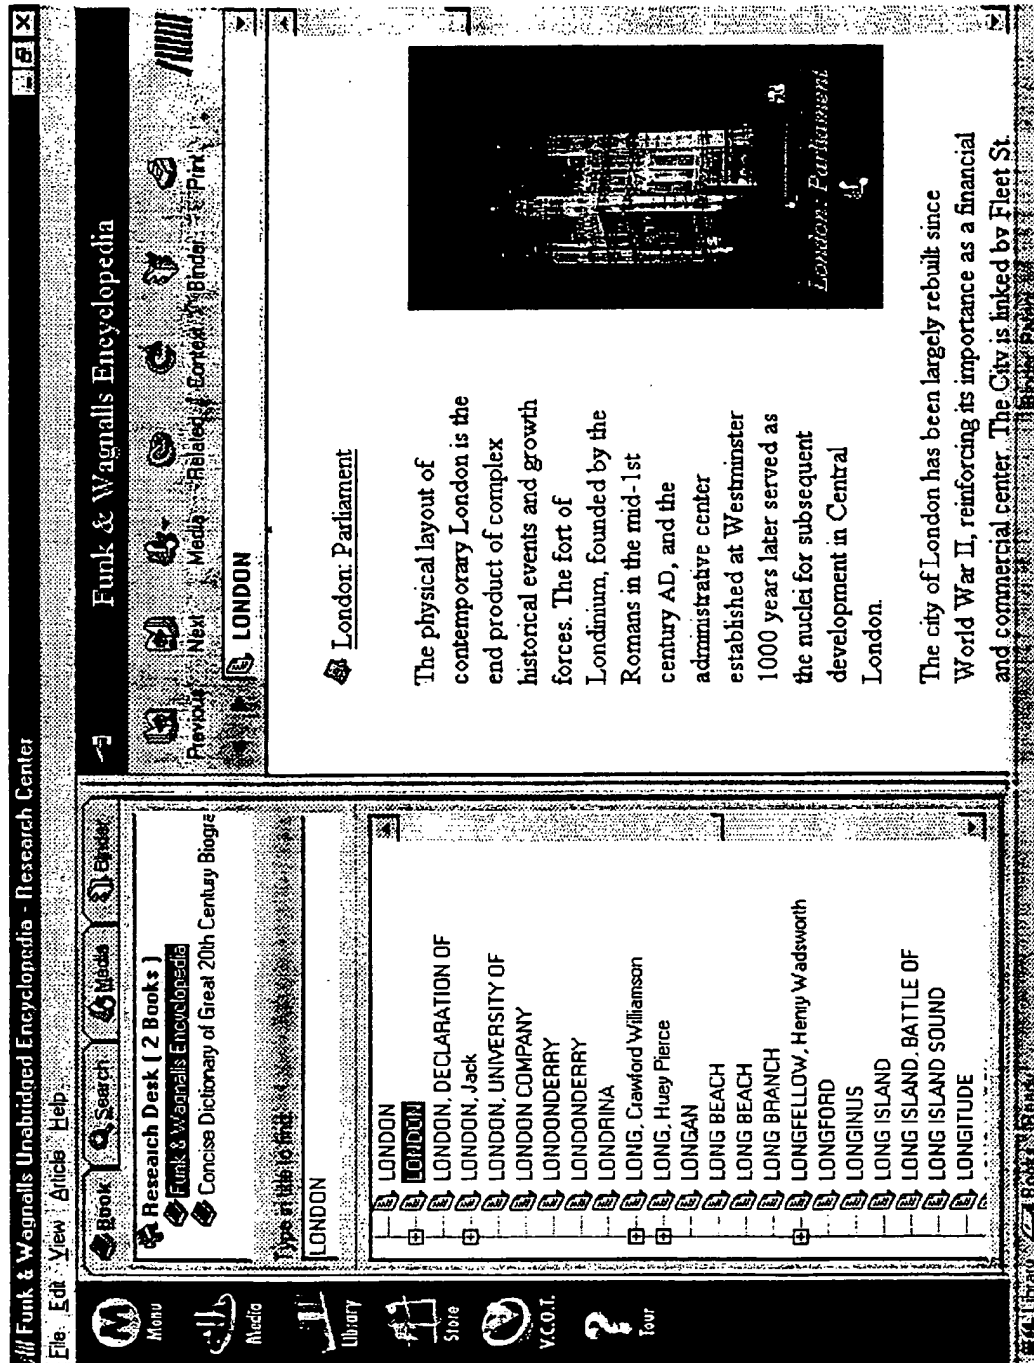 Funk & Wagnalls Unabridged Encyclopedia - Research Center
File Edit View Article Help
Menu
Media
Library
Store
V.C.O.T.
Tour
Book Search Media Binder
Research Desk ( 2 Books )
Funk & Wagnalls Encyclopedia
Concise Dictionary of Great 20th Century Biogra
Type in title to find:
LONDON
LONDON
LONDON
LONDON, DECLARATION OF
LONDON, Jack
LONDON, UNIVERSITY OF
LONDON COMPANY
LONDONDERRY
LONDONDERRY
LONDRINA
LONG, Crawford Williamson
LONG, Huey Pierce
LONGAN
LONG BEACH
LONG BEACH
LONG BRANCH
LONGFELLOW, Henry Wadsworth
LONGFORD
LONGINUS
LONG ISLAND
LONG ISLAND, BATTLE OF
LONG ISLAND SOUND
LONGITUDE
Funk & Wagnalls Encyclopedia
Previous Next Media Related Context Binder Print
LONDON
London: Parliament
The physical layout of
contemporary London is the
end product of complex
historical events and growth
forces. The fort of
Londinium, founded by the
Romans in the mid-1st
century AD, and the
administrative center
established at Westminster
1000 years later served as
the nuclei for subsequent
development in Central
London.
London: Parliament
The city of London has been largely rebuilt since
World War II, reinforcing its importance as a financial
and commercial center. The City is linked by Fleet St.